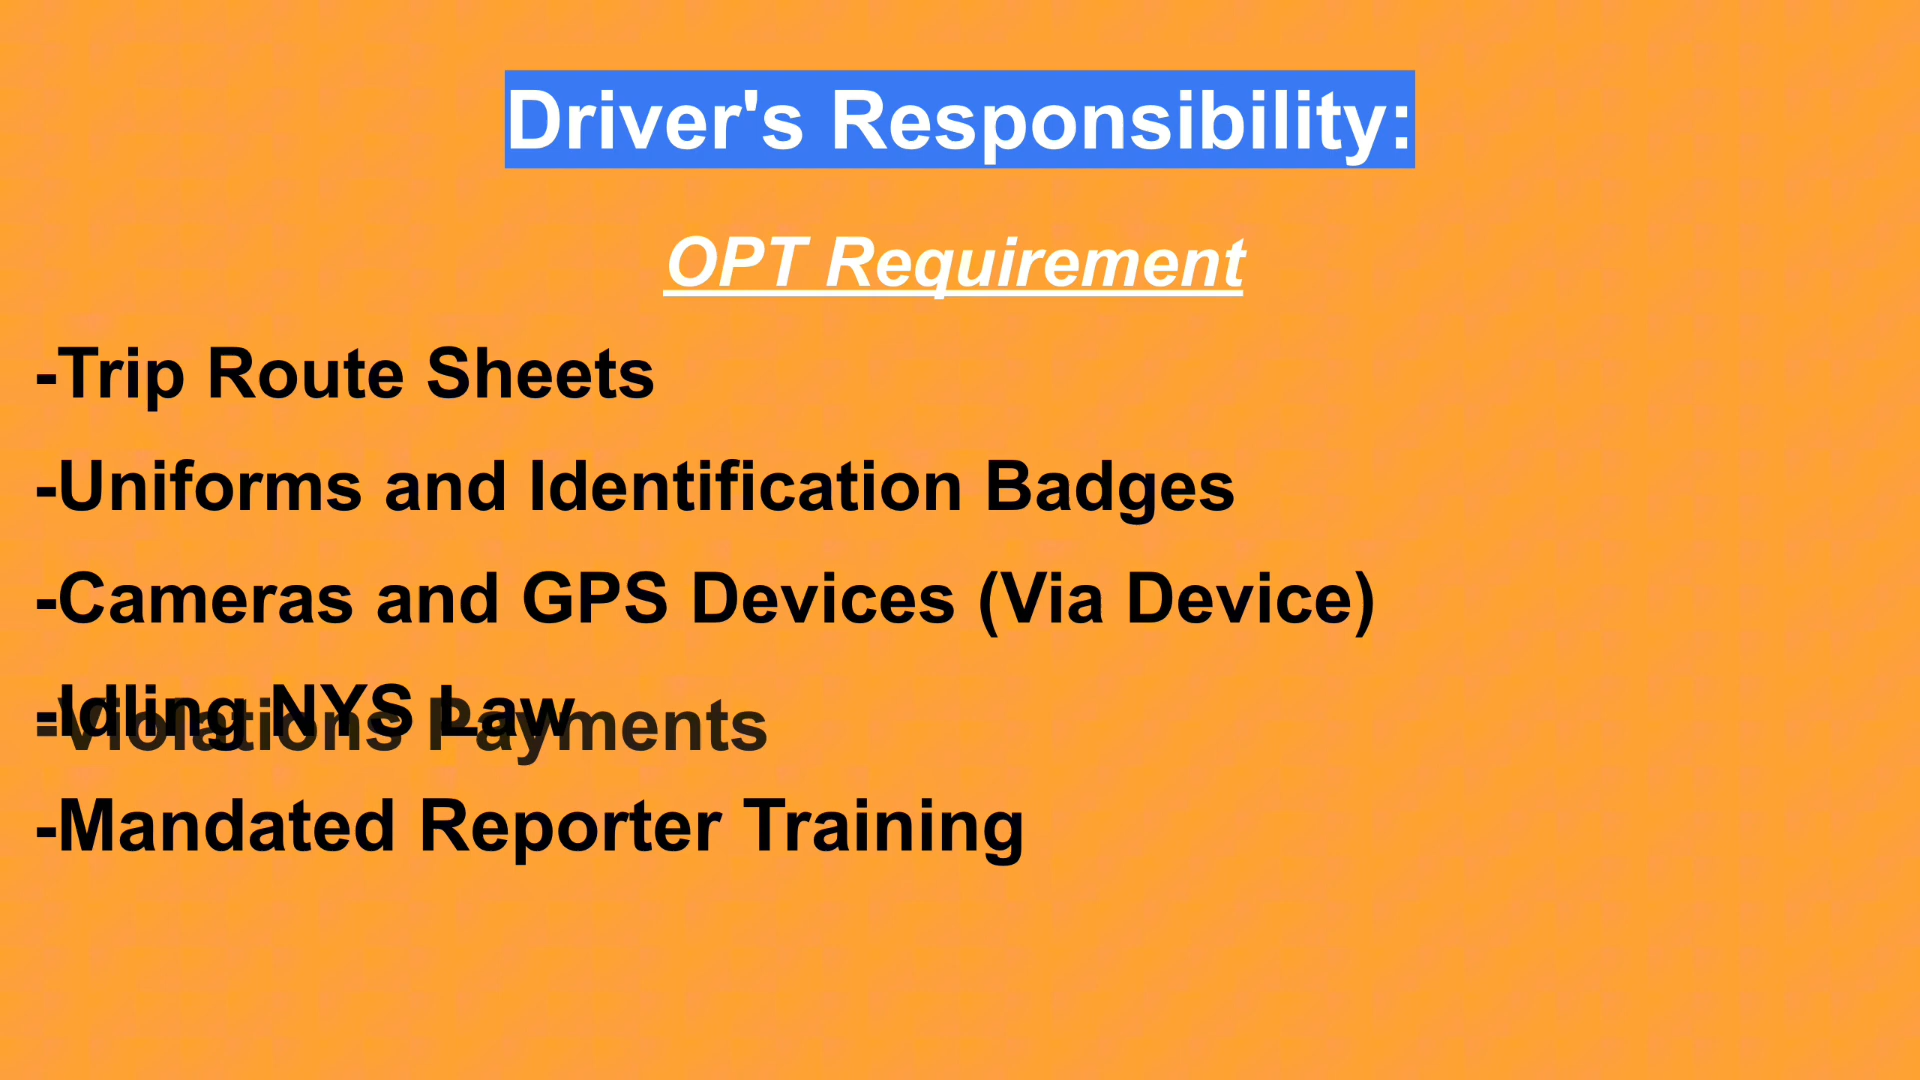 Driver's Responsibility:
OPT Requirement
-Trip Route Sheets
-Uniforms and Identification Badges
-Cameras and GPS Devices (Via Device)
-Idling NYS Law
-Violations Payments
-Mandated Reporter Training